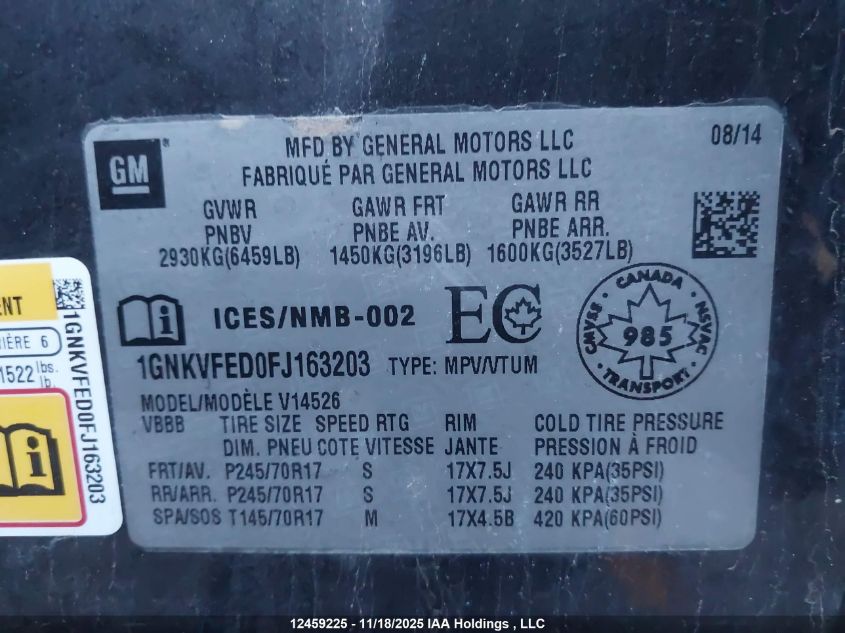 GM
MFD BY GENERAL MOTORS LLC
08/14
FABRIQUÉ PAR GENERAL MOTORS LLC
GVWR GAWR FRT GAWR RR
PNBV PNBE AV. PNBE ARR.
2930KG(6459LB) 1450KG(3196LB) 1600KG(3527LB)
ICES/NMB-002 EC
CANADA
CMVSS 985 NSVAC
TRANSPORT
1GNKVFED0FJ163203 TYPE: MPV/VTUM
MODEL/MODÈLE V14526
VBBB TIRE SIZE SPEED RTG RIM COLD TIRE PRESSURE
DIM. PNEU COTE VITESSE JANTE PRESSION À FROID
FRT/AV. P245/70R17 S 17X7.5J 240 KPA(35PSI)
RR/ARR. P245/70R17 S 17X7.5J 240 KPA(35PSI)
SPA/SOS T145/70R17 M 17X4.5B 420 KPA(60PSI)
6
1522 lbs.
lb.
1GNKVFED0FJ163203
12459225 - 11/18/2025 IAA Holdings , LLC